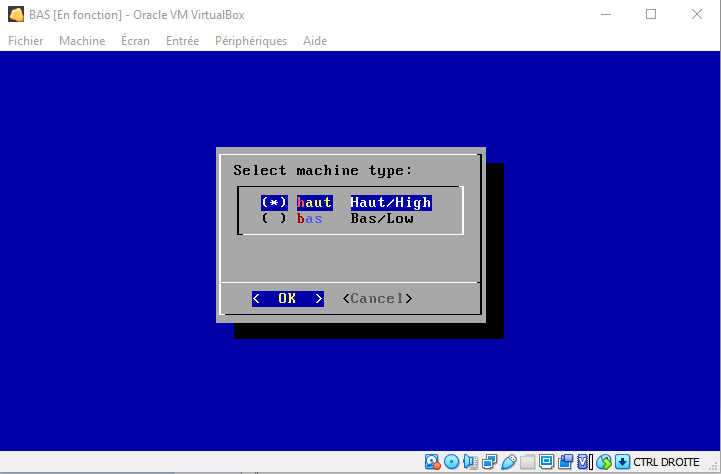 BAS [En fonction] - Oracle VM VirtualBox
Fichier Machine Écran Entrée Périphériques Aide
Select machine type:
(*) haut Haut/High
( ) bas Bas/Low
< OK > <Cancel>
CTRL DROITE